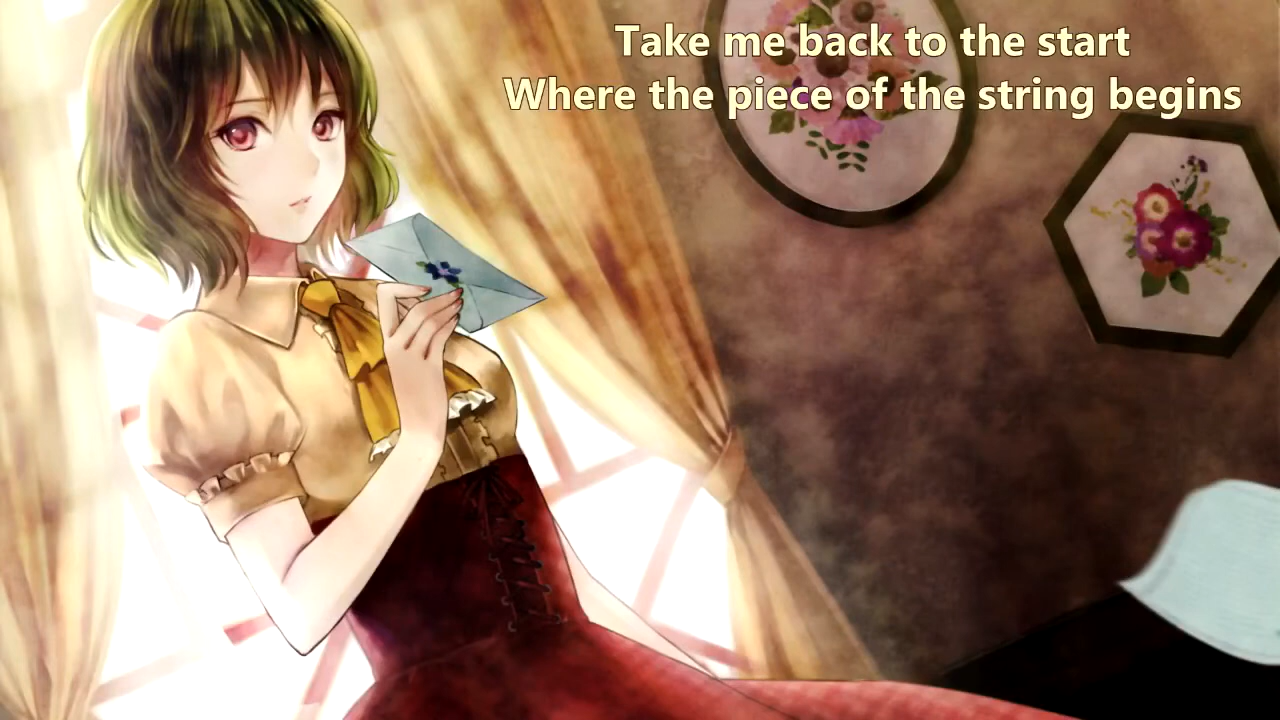 Take me back to the start
Where the piece of the string begins